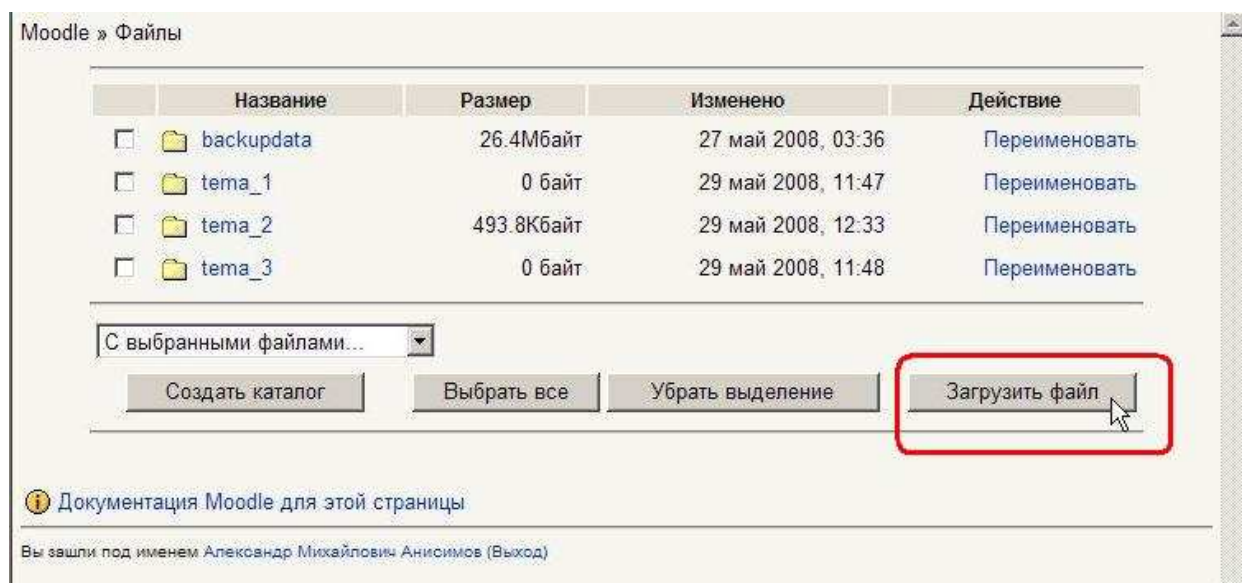 Moodle » Файлы
Название Размер Изменено Действие
backupdata 26.4Мбайт 27 май 2008, 03:36 Переименовать
tema_1 0 байт 29 май 2008, 11:47 Переименовать
tema_2 493.8Кбайт 29 май 2008, 12:33 Переименовать
tema_3 0 байт 29 май 2008, 11:48 Переименовать
С выбранными файлами...
Создать каталог Выбрать все Убрать выделение Загрузить файл
Документация Moodle для этой страницы
Вы зашли под именем Александр Михайлович Анисимов (Выход)